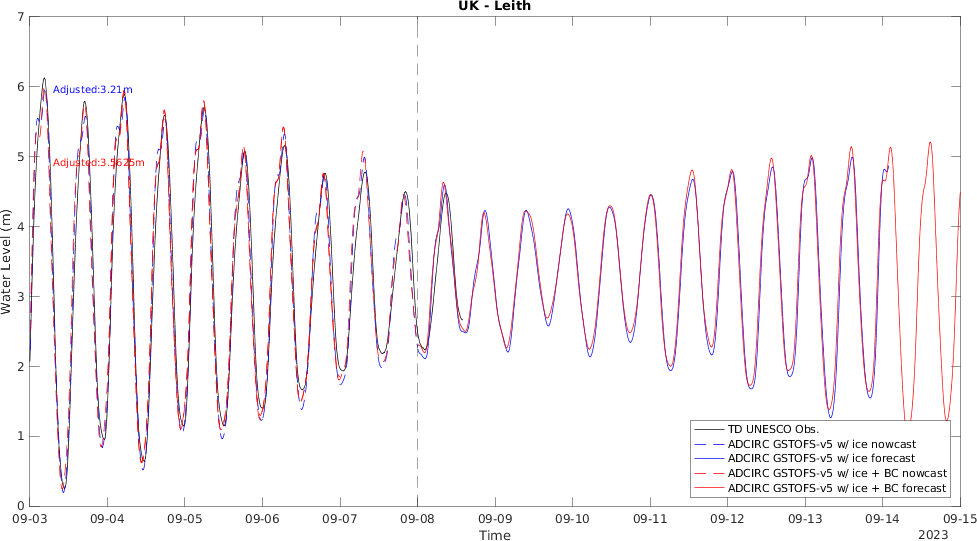 UK - Leith
7
6
5
4
3
2
1
0
Water Level (m)
Adjusted:3.21m
Adjusted:3.5625m
TD UNESCO Obs.
ADCIRC GSTOFS-v5 w/ ice nowcast
ADCIRC GSTOFS-v5 w/ ice forecast
ADCIRC GSTOFS-v5 w/ ice + BC nowcast
ADCIRC GSTOFS-v5 w/ ice + BC forecast
09-03 09-04 09-05 09-06 09-07 09-08 09-09 09-10 09-11 09-12 09-13 09-14 09-15
Time
2023